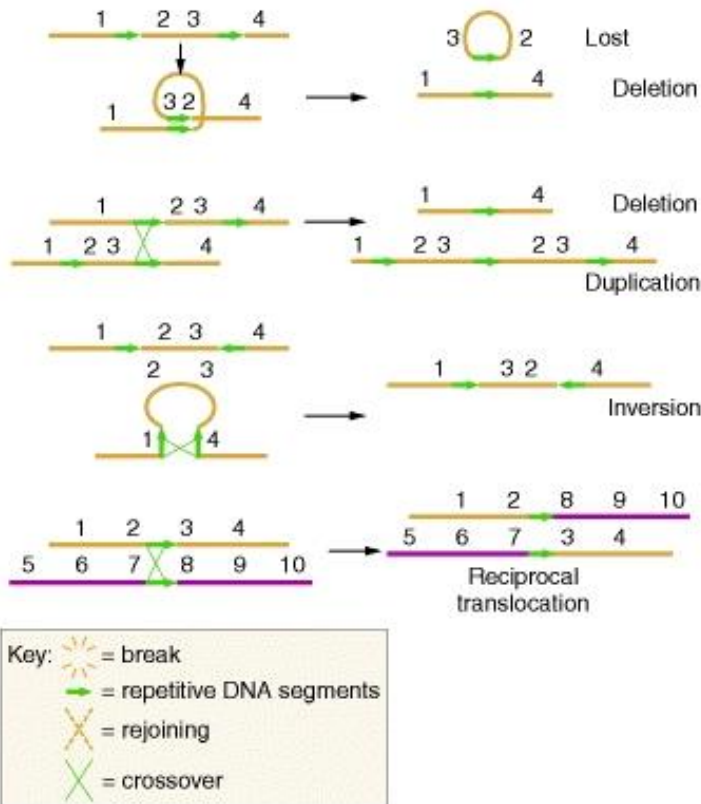 1 2 3 4
3 2 Lost
1 3 2 4
1 4 Deletion
1 2 3 4
1 4 Deletion
1 2 3 4
1 2 3 2 3 4
Duplication
1 2 3 4
2 3
1 4
1 3 2 4
Inversion
1 2 3 4
5 6 7 8 9 10
1 2 8 9 10
5 6 7 3 4
Reciprocal
translocation
Key: = break
= repetitive DNA segments
= rejoining
= crossover